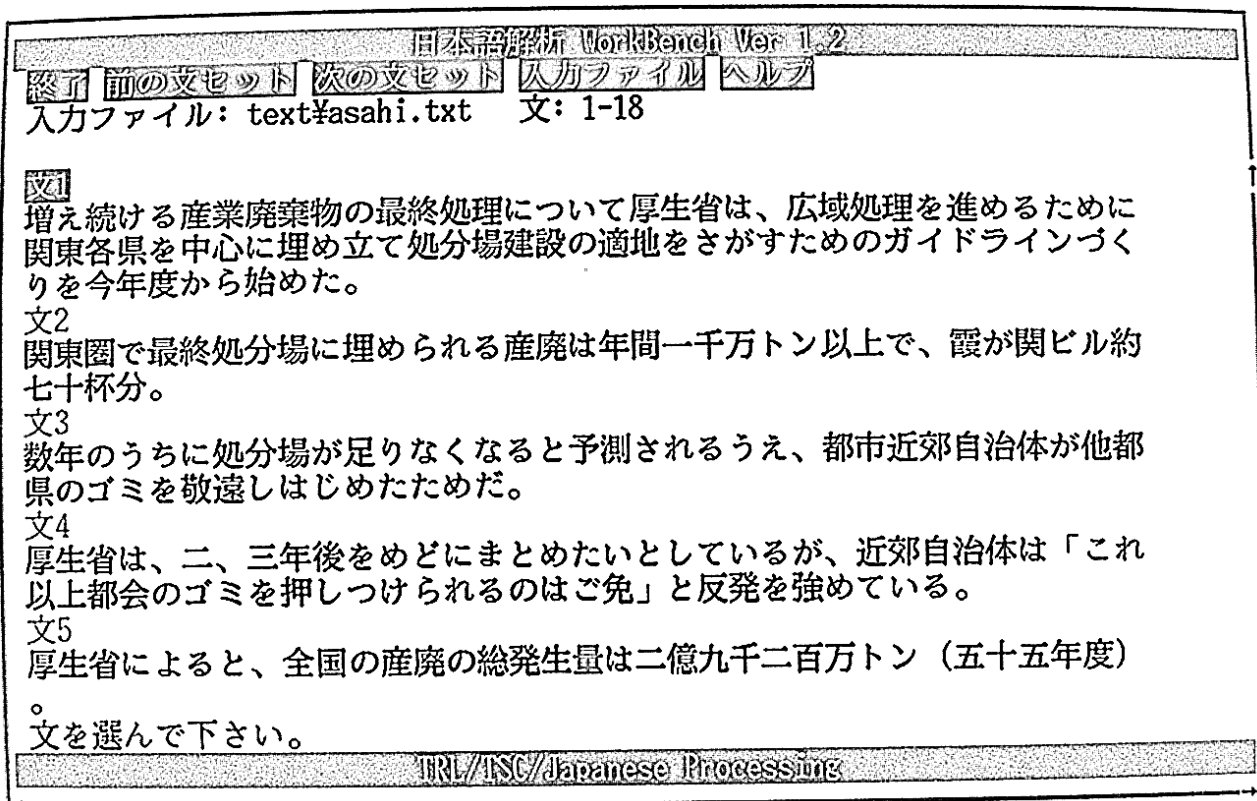 日本語解析 WorkBench Ver 1.2
終了 前の文セット 次の文セット 入力ファイル ヘルプ
入力ファイル: text¥asahi.txt 文: 1-18
文1
増え続ける産業廃棄物の最終処理について厚生省は、広域処理を進めるために
関東各県を中心に埋め立て処分場建設の適地をさがすためのガイドラインづく
りを今年度から始めた。
文2
関東圏で最終処分場に埋められる産廃は年間一千万トン以上で、霞が関ビル約
七十杯分。
文3
数年のうちに処分場が足りなくなると予測されるうえ、都市近郊自治体が他都
県のゴミを敬遠しはじめたためだ。
文4
厚生省は、二、三年後をめどにまとめたいとしているが、近郊自治体は「これ
以上都会のゴミを押しつけられるのはご免」と反発を強めている。
文5
厚生省によると、全国の産廃の総発生量は二億九千二百万トン（五十五年度）
。
文を選んで下さい。
TRL/TSC/Japanese Processing